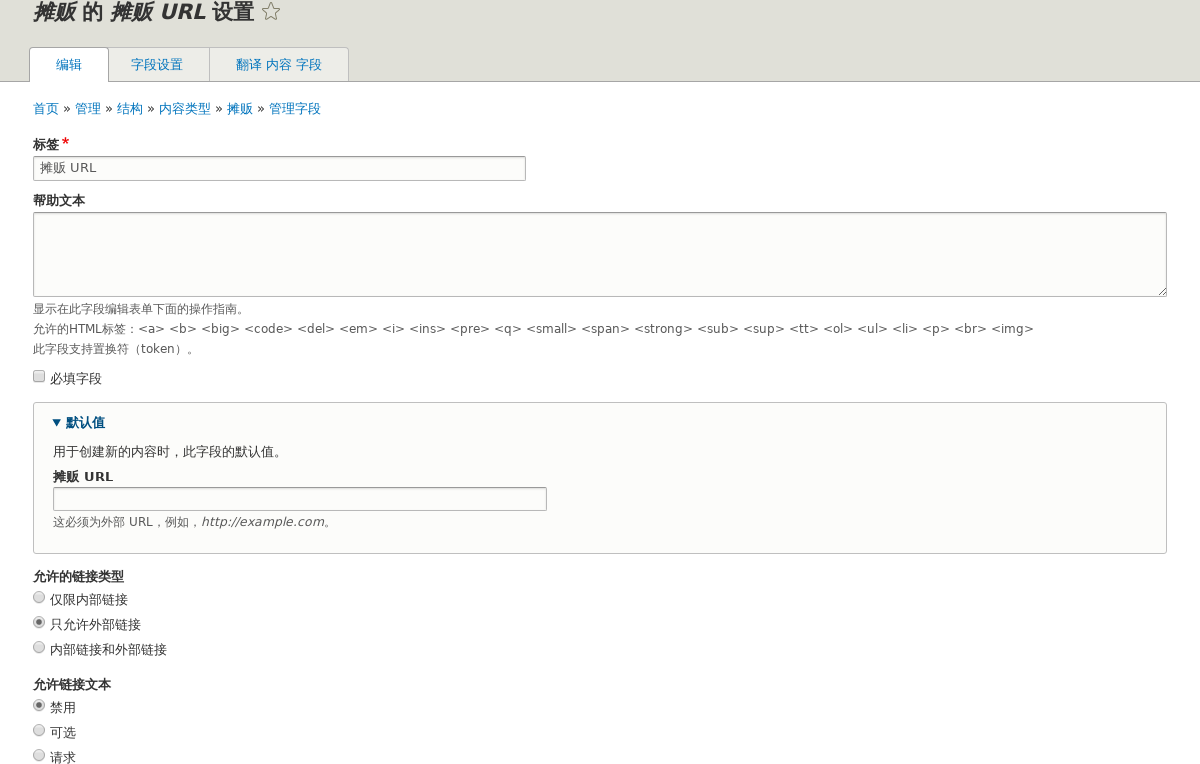 摊贩 的 摊贩 URL 设置
编辑 字段设置 翻译 内容 字段
首页 » 管理 » 结构 » 内容类型 » 摊贩 » 管理字段
标签*
摊贩 URL
帮助文本
显示在此字段编辑表单下面的操作指南。
允许的HTML标签：<a> <b> <big> <code> <del> <em> <i> <ins> <pre> <q> <small> <span> <strong> <sub> <sup> <tt> <ol> <ul> <li> <p> <br> <img>
此字段支持置换符（token）。
必填字段
▼ 默认值
用于创建新的内容时，此字段的默认值。
摊贩 URL
这必须为外部 URL，例如，http://example.com。
允许的链接类型
仅限内部链接
只允许外部链接
内部链接和外部链接
允许链接文本
禁用
可选
请求